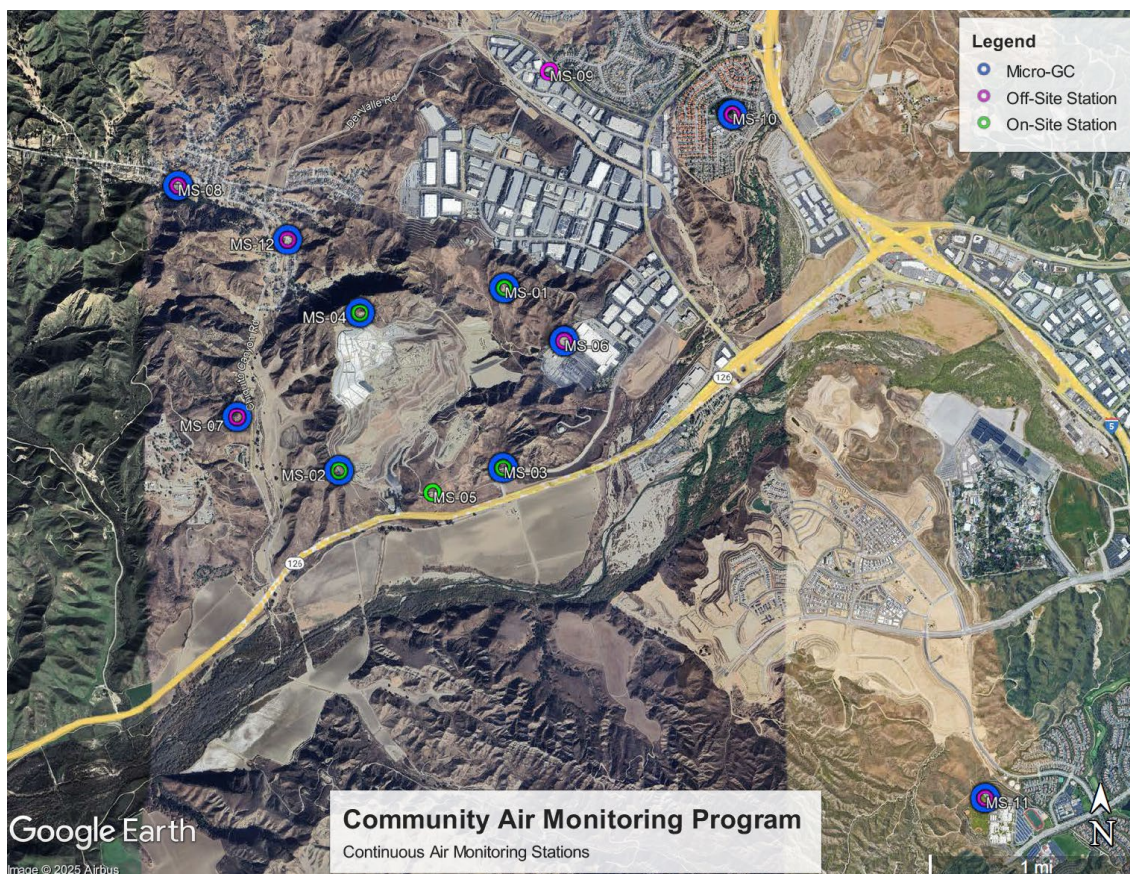 Legend
Micro-GC
Off-Site Station
On-Site Station
MS-09
MS-10
Del Valle Rd
MS-08
MS-12
MS-01
MS-04
MS-06
126
MS-07
5
MS-02
MS-03
MS-05
126
MS-11
Community Air Monitoring Program
Continuous Air Monitoring Stations
Google Earth
Image © 2025 Airbus
N
1 mi